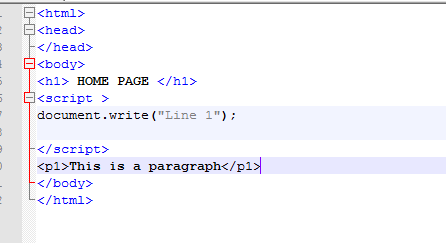 <html>
<head>
</head>
<body>
<h1> HOME PAGE </h1>
<script >
document.write("Line 1");
</script>
<p1>This is a paragraph</p1>
</body>
</html>